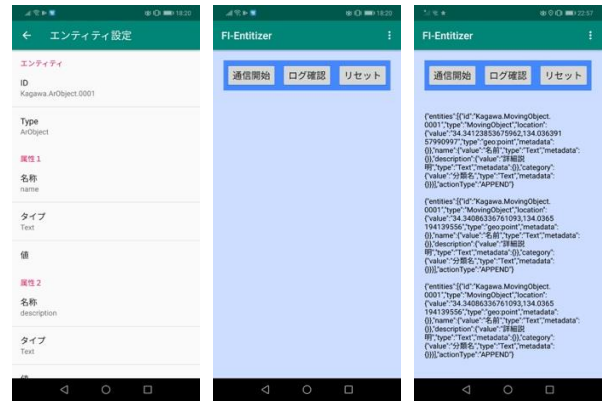 18:20
← エンティティ設定
エンティティ
ID
Kagawa.ArObject.0001
Type
ArObject
属性1
名称
name
タイプ
Text
値
属性2
名称
description
タイプ
Text
18:20
FI-Entitizer
通信開始 ログ確認 リセット
22:57
FI-Entitizer
通信開始 ログ確認 リセット
{"entities":[{"id":"Kagawa.MovingObject.
0001","type":"MovingObject","location":
{"value":"34.34123853675962,134.036391
57990997","type":"geo:point","metadata":
{}},"name":{"value":"名前","type":"Text","metadata":
{}},"description":{"value":"詳細説
明","type":"Text","metadata":{}},"category":
{"value":"分類名","type":"Text","metadata":
{}}}],"actionType":"APPEND"}
{"entities":[{"id":"Kagawa.MovingObject.
0001","type":"MovingObject","location":
{"value":"34.34086336761093,134.0365
194139556","type":"geo:point","metadata":
{}},"name":{"value":"名前","type":"Text","metadata":
{}},"description":{"value":"詳細説
明","type":"Text","metadata":{}},"category":
{"value":"分類名","type":"Text","metadata":
{}}}],"actionType":"APPEND"}
{"entities":[{"id":"Kagawa.MovingObject.
0001","type":"MovingObject","location":
{"value":"34.34086336761093,134.0365
194139556","type":"geo:point","metadata":
{}},"name":{"value":"名前","type":"Text","metadata":
{}},"description":{"value":"詳細説
明","type":"Text","metadata":{}},"category":
{"value":"分類名","type":"Text","metadata":
{}}}],"actionType":"APPEND"}